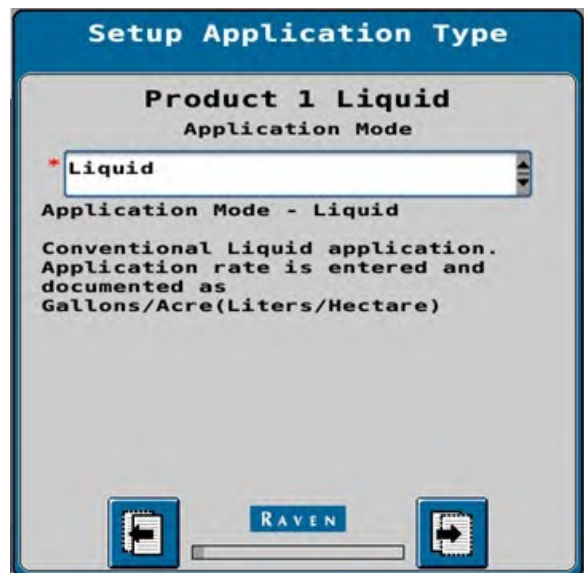 Setup Application Type
Product 1 Liquid
Application Mode
* Liquid
Application Mode - Liquid
Conventional Liquid application.
Application rate is entered and
documented as
Gallons/Acre(Liters/Hectare)
RAVEN